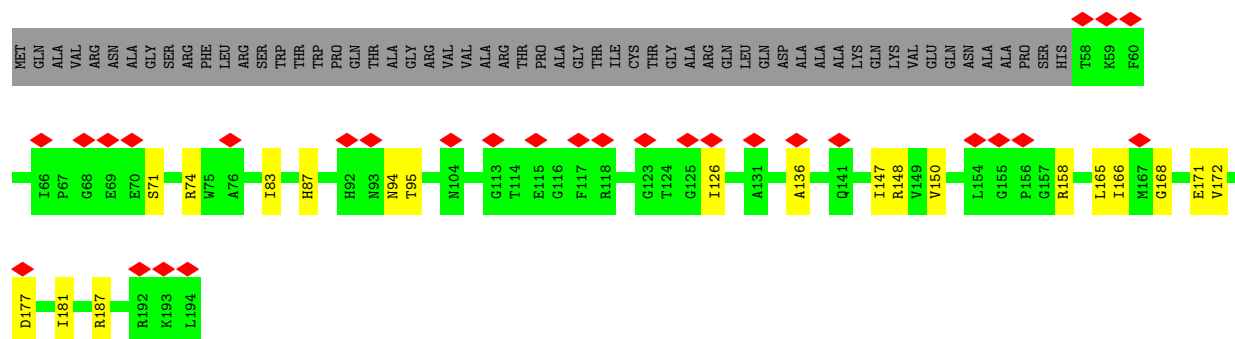 MET GLN ALA VAL ARG ASN ALA GLY SER ARG PHE LEU ARG SER TRP THR TRP PRO GLN THR ALA GLY ARG VAL VAL ALA ARG THR PRO ALA GLY THR ILE CYS THR GLY ALA ARG GLN LEU GLN ASP ALA ALA ALA LYS GLN LYS VAL GLU GLN ASN ALA ALA PRO SER HIS T58 K59 F60
I66 P67 G68 E69 E70 S71 R74 W75 A76 I83 H87 H92 N93 N94 T95 N104 G113 T114 E115 G116 F117 R118 G123 T124 G125 I126 A131 A136 Q141 I147 R148 V149 V150 L154 G155 P156 G157 R158 L165 I166 M167 G168 E171 V172
D177 I181 R187 R192 K193 L194